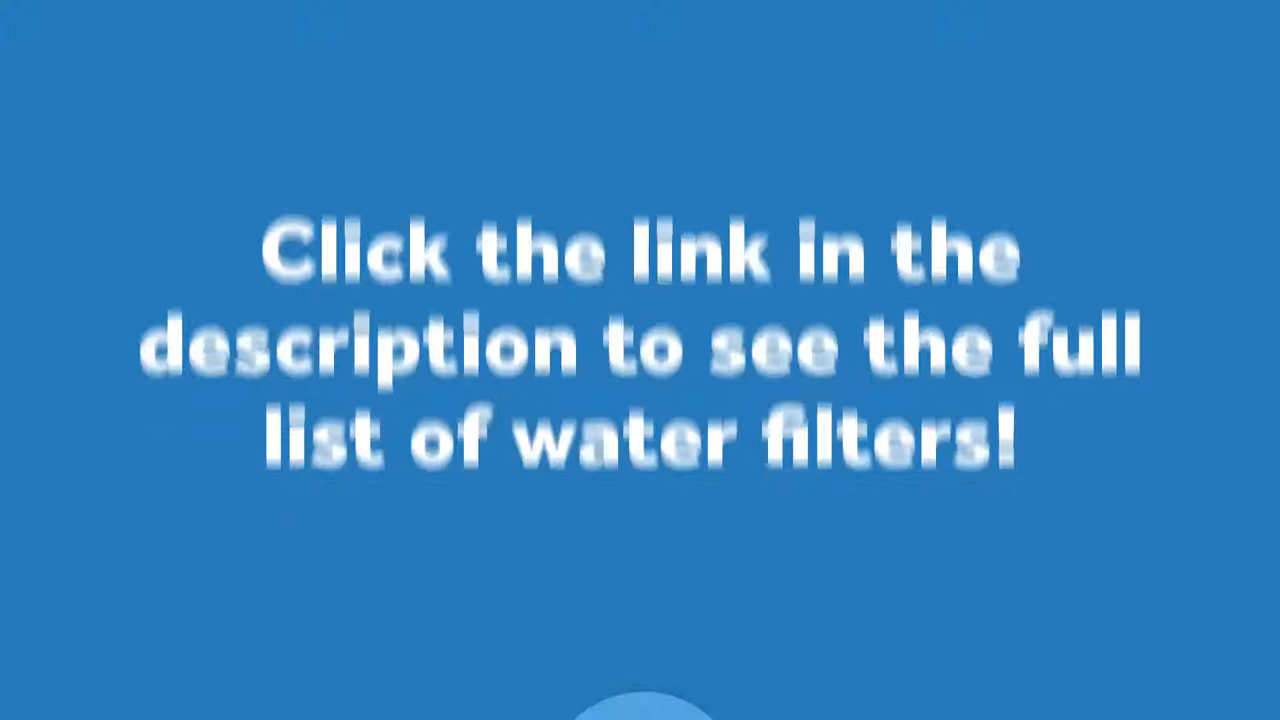 Click the link in the
description to see the full
list of water filters!